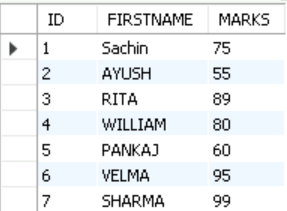 ID FIRSTNAME MARKS
1 Sachin 75
2 AYUSH 55
3 RITA 89
4 WILLIAM 80
5 PANKAJ 60
6 VELMA 95
7 SHARMA 99